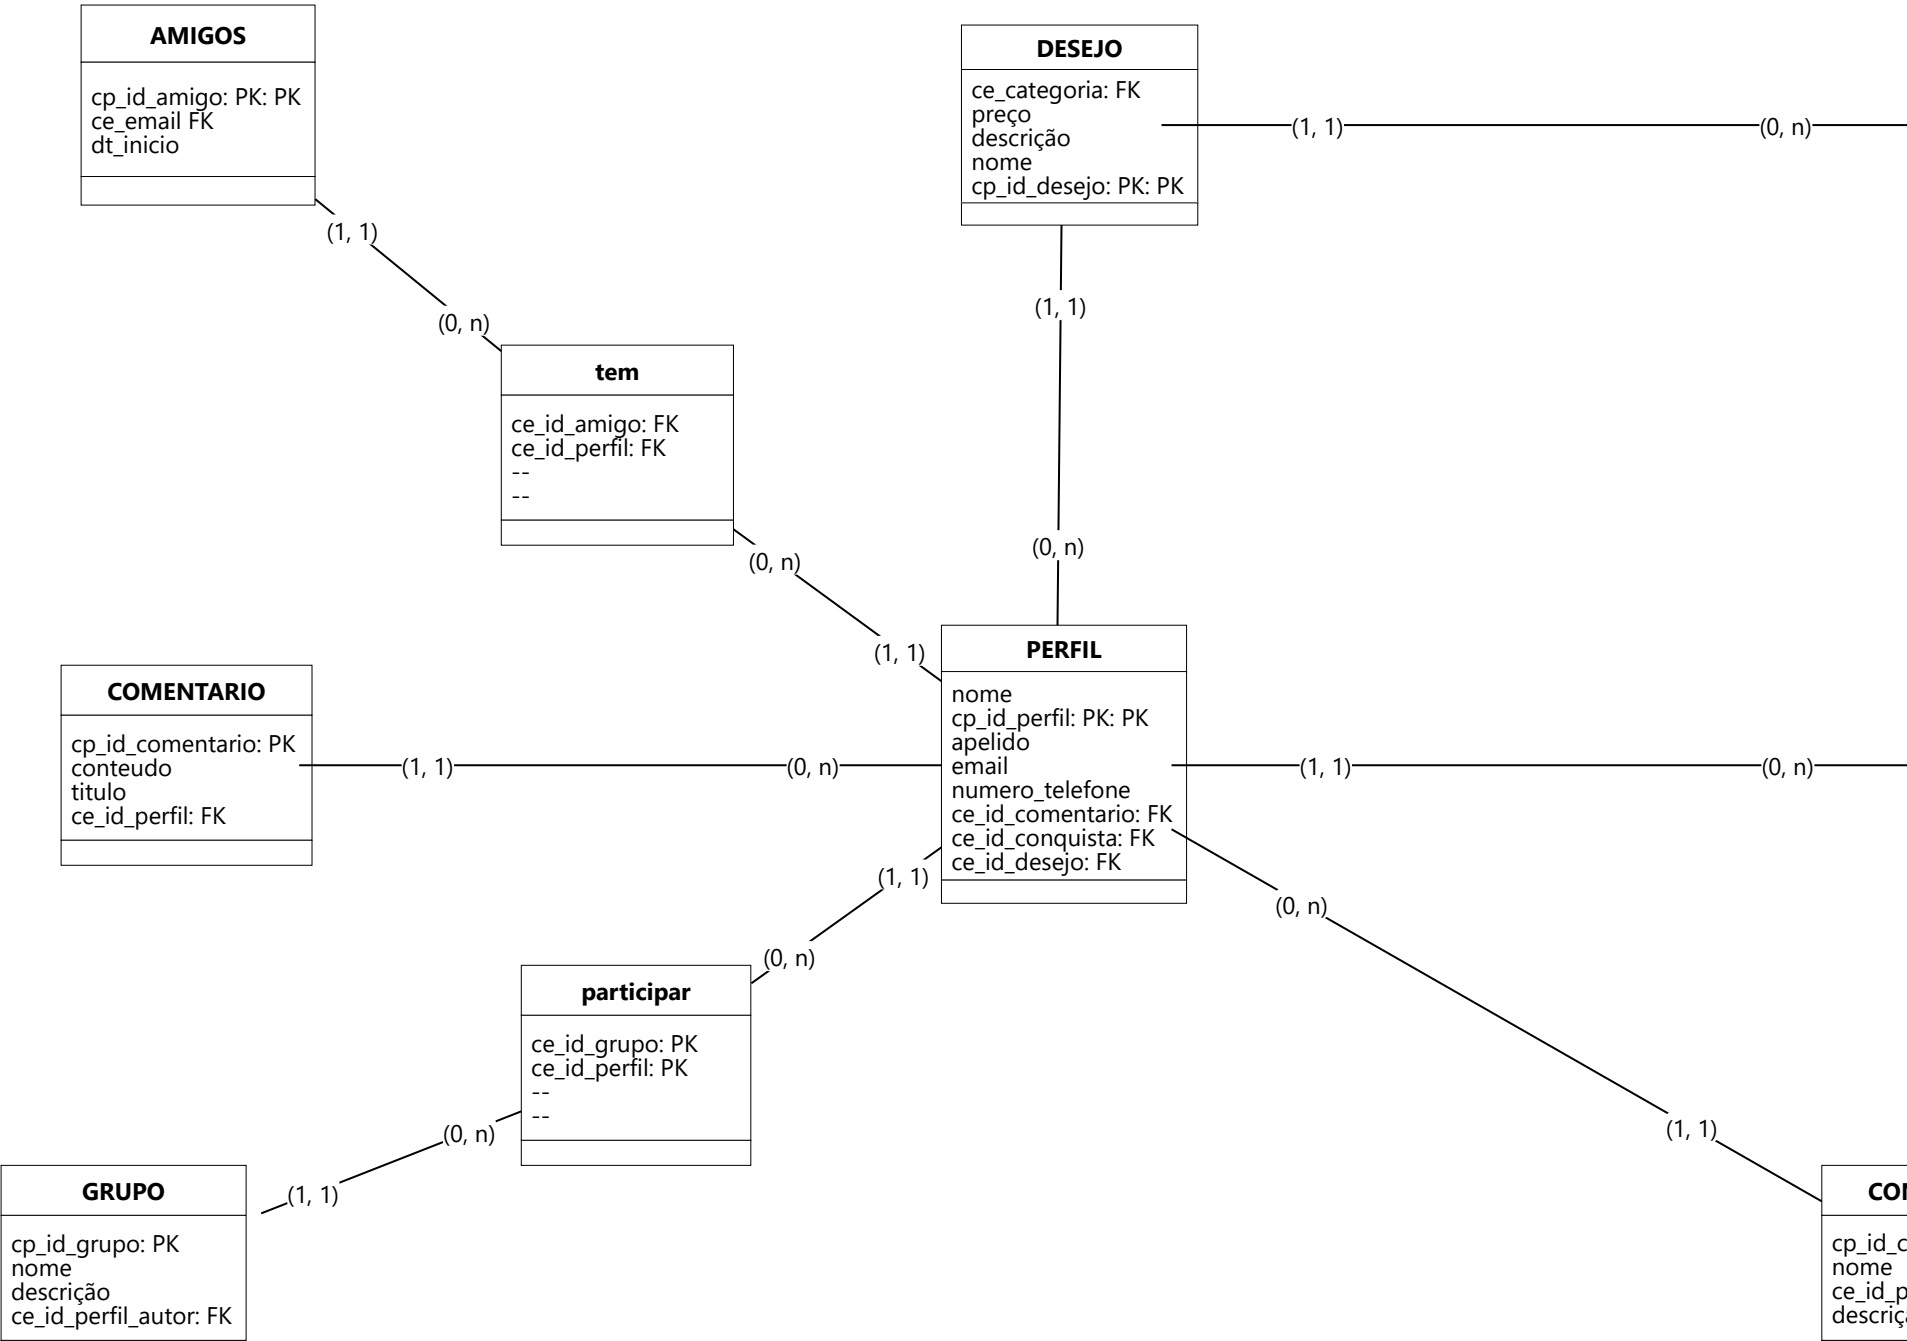 AMIGOS
cp_id_amigo: PK: PK
ce_email FK
dt_inicio
DESEJO
ce_categoria: FK
preço
descrição
nome
cp_id_desejo: PK: PK
(1, 1)
(0, n)
(1, 1)
(0, n)
(1, 1)
(0, n)
tem
ce_id_amigo: FK
ce_id_perfil: FK
--
--
(0, n)
(1, 1)
PERFIL
nome
cp_id_perfil: PK: PK
apelido
email
numero_telefone
ce_id_comentario: FK
ce_id_conquista: FK
ce_id_desejo: FK
COMENTARIO
cp_id_comentario: PK
conteudo
titulo
ce_id_perfil: FK
(1, 1)
(0, n)
(1, 1)
(0, n)
(1, 1)
(0, n)
(0, n)
(1, 1)
participar
ce_id_grupo: PK
ce_id_perfil: PK
--
--
(0, n)
(1, 1)
GRUPO
cp_id_grupo: PK
nome
descrição
ce_id_perfil_autor: FK
cp_id_c
nome
ce_id_p